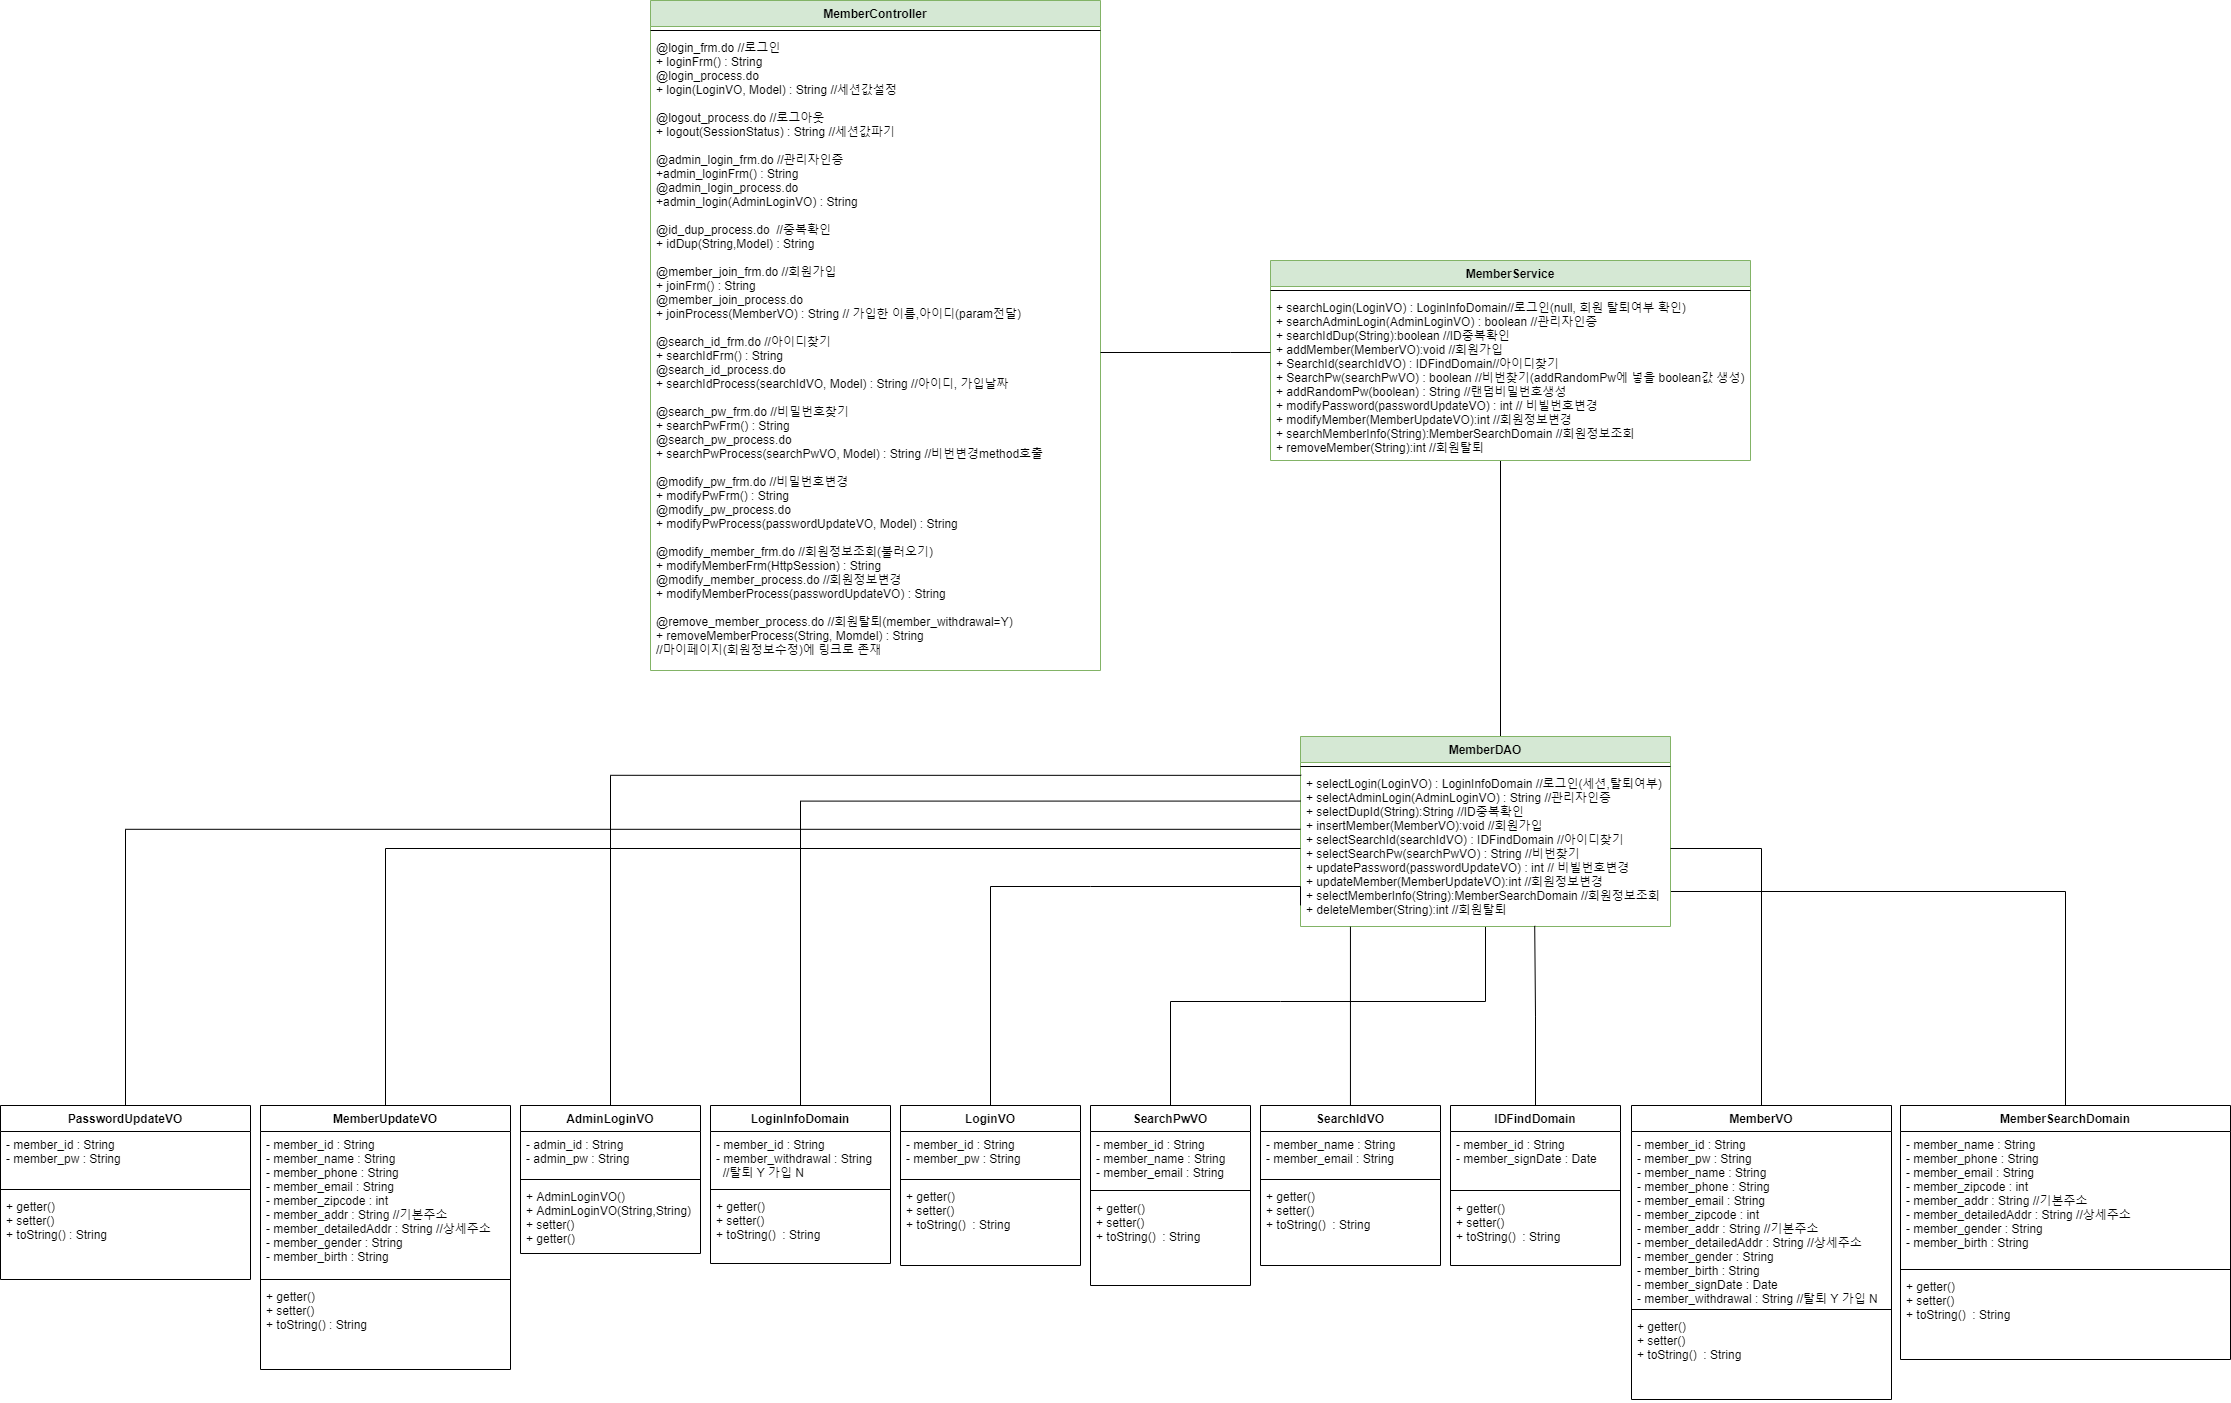 MemberController
@login_frm.do //로그인
+ loginFrm() : String
@login_process.do
+ login(LoginVO, Model) : String //세션값설정
@logout_process.do //로그아웃
+ logout(SessionStatus) : String //세션값파기
@admin_login_frm.do //관리자인증
+admin_loginFrm() : String
@admin_login_process.do
+admin_login(AdminLoginVO) : String
@id_dup_process.do  //중복확인
+ idDup(String,Model) : String
@member_join_frm.do //회원가입
+ joinFrm() : String
@member_join_process.do
+ joinProcess(MemberVO) : String // 가입한 이름,아이디(param전달)
@search_id_frm.do //아이디찾기
+ searchIdFrm() : String
@search_id_process.do
+ searchIdProcess(searchIdVO, Model) : String //아이디, 가입날짜
@search_pw_frm.do //비밀번호찾기
+ searchPwFrm() : String
@search_pw_process.do
+ searchPwProcess(searchPwVO, Model) : String //비번변경method호출
@modify_pw_frm.do //비밀번호변경
+ modifyPwFrm() : String
@modify_pw_process.do
+ modifyPwProcess(passwordUpdateVO, Model) : String
@modify_member_frm.do //회원정보조회(불러오기)
+ modifyMemberFrm(HttpSession) : String
@modify_member_process.do //회원정보변경
+ modifyMemberProcess(passwordUpdateVO) : String
@remove_member_process.do //회원탈퇴(member_withdrawal=Y)
+ removeMemberProcess(String, Momdel) : String
//마이페이지(회원정보수정)에 링크로 존재
MemberService
+ searchLogin(LoginVO) : LoginInfoDomain//로그인(null, 회원 탈퇴여부 확인)
+ searchAdminLogin(AdminLoginVO) : boolean //관리자인증
+ searchIdDup(String):boolean //ID중복확인
+ addMember(MemberVO):void //회원가입
+ SearchId(searchIdVO) : IDFindDomain//아이디찾기
+ SearchPw(searchPwVO) : boolean //비번찾기(addRandomPw에 넣을 boolean값 생성)
+ addRandomPw(boolean) : String //랜덤비밀번호생성
+ modifyPassword(passwordUpdateVO) : int // 비빌번호변경
+ modifyMember(MemberUpdateVO):int //회원정보변경
+ searchMemberInfo(String):MemberSearchDomain //회원정보조회
+ removeMember(String):int //회원탈퇴
MemberDAO
+ selectLogin(LoginVO) : LoginInfoDomain //로그인(세션,탈퇴여부)
+ selectAdminLogin(AdminLoginVO) : String //관리자인증
+ selectDupId(String):String //ID중복확인
+ insertMember(MemberVO):void //회원가입
+ selectSearchId(searchIdVO) : IDFindDomain //아이디찾기
+ selectSearchPw(searchPwVO) : String //비번찾기
+ updatePassword(passwordUpdateVO) : int // 비빌번호변경
+ updateMember(MemberUpdateVO):int //회원정보변경
+ selectMemberInfo(String):MemberSearchDomain //회원정보조회
+ deleteMember(String):int //회원탈퇴
PasswordUpdateVO
- member_id : String
- member_pw : String
+ getter()
+ setter()
+ toString() : String
MemberUpdateVO
- member_id : String
- member_name : String
- member_phone : String
- member_email : String
- member_zipcode : int
- member_addr : String //기본주소
- member_detailedAddr : String //상세주소
- member_gender : String
- member_birth : String
+ getter()
+ setter()
+ toString() : String
AdminLoginVO
- admin_id : String
- admin_pw : String
+ AdminLoginVO()
+ AdminLoginVO(String,String)
+ setter()
+ getter()
LoginInfoDomain
- member_id : String
- member_withdrawal : String
//탈퇴 Y 가입 N
+ getter()
+ setter()
+ toString()  : String
LoginVO
- member_id : String
- member_pw : String
+ getter()
+ setter()
+ toString()  : String
SearchPwVO
- member_id : String
- member_name : String
- member_email : String
+ getter()
+ setter()
+ toString()  : String
SearchIdVO
- member_name : String
- member_email : String
+ getter()
+ setter()
+ toString()  : String
IDFindDomain
- member_id : String
- member_signDate : Date
+ getter()
+ setter()
+ toString()  : String
MemberVO
- member_id : String
- member_pw : String
- member_name : String
- member_phone : String
- member_email : String
- member_zipcode : int
- member_addr : String //기본주소
- member_detailedAddr : String //상세주소
- member_gender : String
- member_birth : String
- member_signDate : Date
- member_withdrawal : String //탈퇴 Y 가입 N
+ getter()
+ setter()
+ toString()  : String
MemberSearchDomain
- member_name : String
- member_phone : String
- member_email : String
- member_zipcode : int
- member_addr : String //기본주소
- member_detailedAddr : String //상세주소
- member_gender : String
- member_birth : String
+ getter()
+ setter()
+ toString()  : String